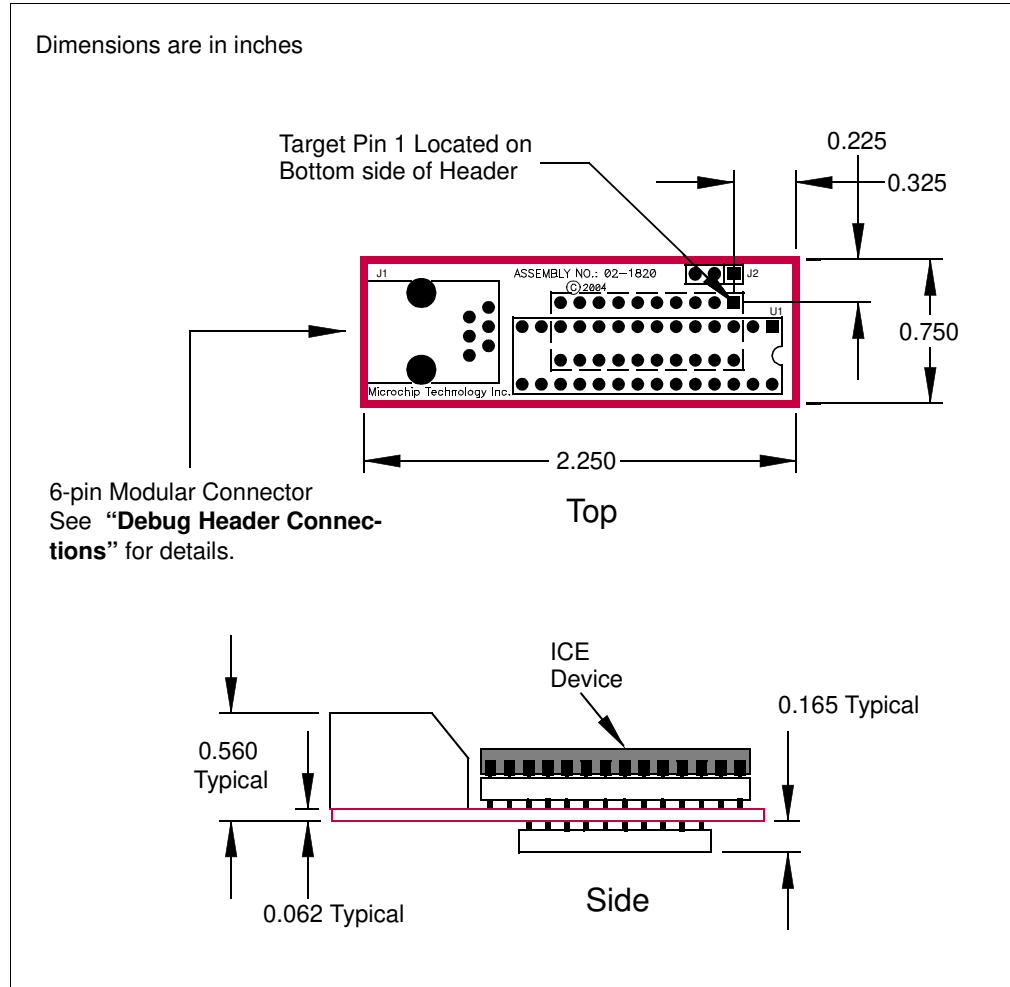 Dimensions are in inches
Target Pin 1 Located on
Bottom side of Header
0.225
0.325
J1
ASSEMBLY NO.: 02-1820
© 2004
J2
U1
0.750
Microchip Technology Inc.
2.250
6-pin Modular Connector
See “Debug Header Connec-
tions” for details.
Top
ICE
Device
0.165 Typical
0.560
Typical
0.062 Typical
Side